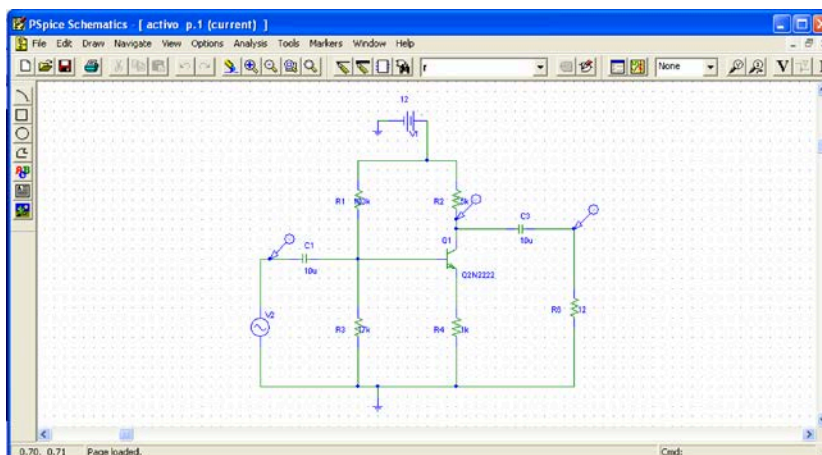 PSpice Schematics - [ activo p.1 (current) ]
File Edit Draw Navigate View Options Analysis Tools Markers Window Help
r
None
V
12
V1
R1
R2
5k
C3
10u
Q1
Q2N2222
C1
10u
V2
R3
R4
1k
12
0.70, 0.71 Page loaded.
Cmd: